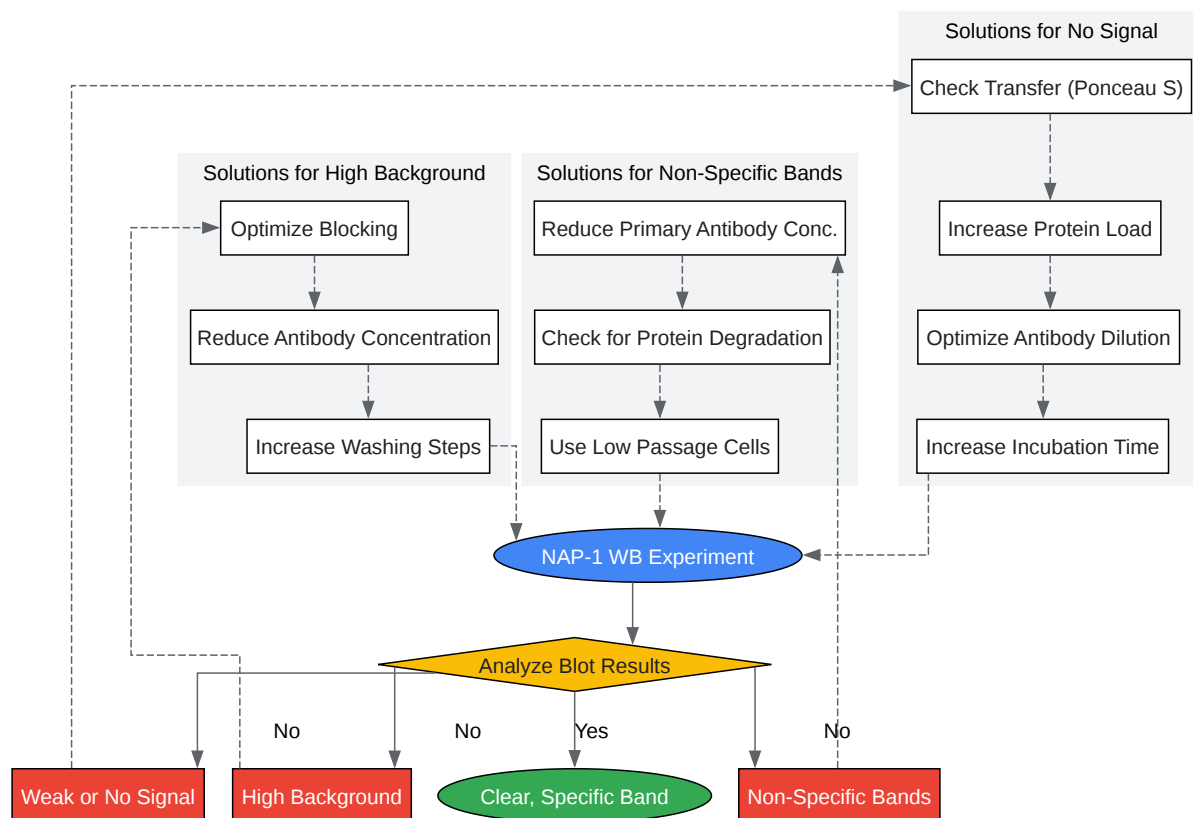 Solutions for No Signal
Check Transfer (Ponceau S)
Solutions for High Background
Solutions for Non-Specific Bands
Optimize Blocking
Reduce Primary Antibody Conc.
Increase Protein Load
Reduce Antibody Concentration
Check for Protein Degradation
Optimize Antibody Dilution
Increase Washing Steps
Use Low Passage Cells
Increase Incubation Time
NAP-1 WB Experiment
Analyze Blot Results
No
No
Yes
No
Weak or No Signal
High Background
Clear, Specific Band
Non-Specific Bands